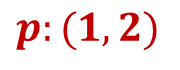 p: (1, 2)